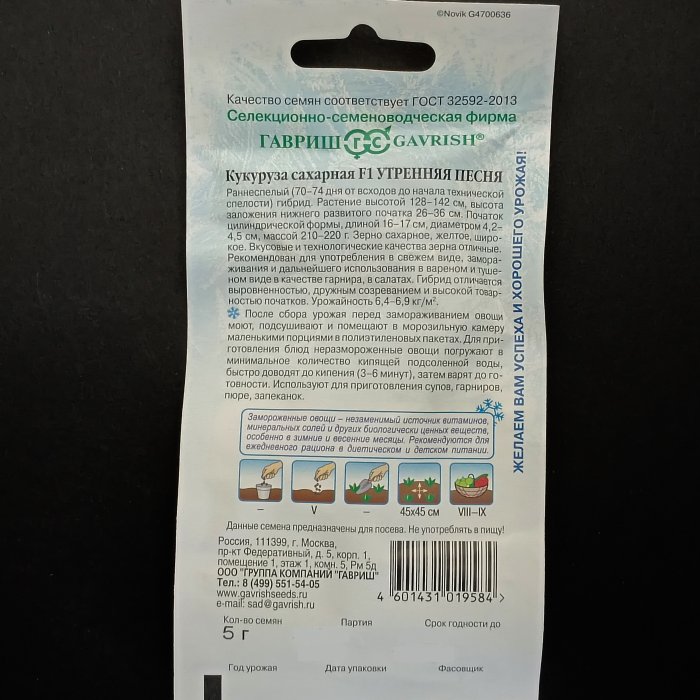 ©Novik G4700636
Качество семян соответствует ГОСТ 32592-2013
Селекционно-семеноводческая фирма
ГАВРИШ ГС GAVRISH®
Кукуруза сахарная F1 УТРЕННЯЯ ПЕСНЯ
Раннеспелый (70–74 дня от всходов до начала технической
спелости) гибрид. Растение высотой 128–142 см, высота
заложения нижнего развитого початка 26–36 см. Початок
цилиндрической формы, длиной 16–17 см, диаметром 4,2–
4,5 см, массой 210–220 г. Зерно сахарное, желтое, широ-
кое. Вкусовые и технологические качества зерна отличные.
Рекомендован для употребления в свежем виде, замора-
живания и дальнейшего использования в вареном и туше-
ном виде в качестве гарнира, в салатах. Гибрид отличается
выровненностью, дружным созреванием и высокой товар-
ностью початков. Урожайность 6,4–6,9 кг/м².
После сбора урожая перед замораживанием овощи
моют, подсушивают и помещают в морозильную камеру
маленькими порциями в полиэтиленовых пакетах. Для при-
готовления блюд неразмороженные овощи погружают в
минимальное количество кипящей подсоленной воды,
быстро доводят до кипения (3–6 минут), затем варят до го-
товности. Используют для приготовления супов, гарниров,
пюре, запеканок.
Замороженные овощи – незаменимый источник витаминов,
минеральных солей и других биологически ценных веществ,
особенно в зимние и весенние месяцы. Рекомендуются для
ежедневного рациона в диетическом и детском питании.
– V – 45х45 см VIII–IX
Данные семена предназначены для посева. Не употреблять в пищу!
Россия, 111399, г. Москва,
пр-кт Федеративный, д. 5, корп. 1,
помещение 1, этаж 1, комн. 5, Рм 5д
ООО "ГРУППА КОМПАНИЙ "ГАВРИШ"
Тел.: 8 (499) 551-54-05
www.gavrishseeds.ru
e-mail: sad@gavrish.ru
4 601431 019584
Кол-во семян Партия Срок годности до
5 г
Год урожая Дата упаковки Фасовщик
ЖЕЛАЕМ ВАМ УСПЕХА И ХОРОШЕГО УРОЖАЯ!